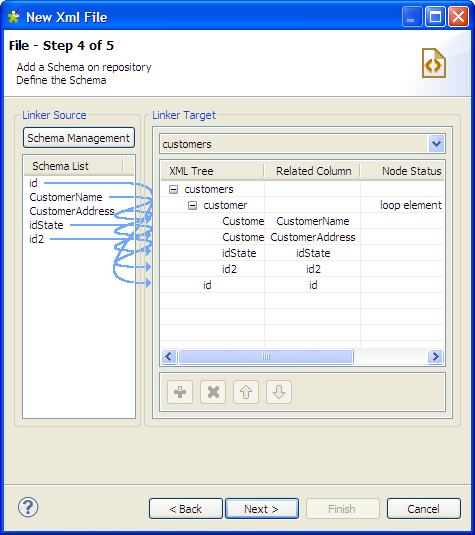 New Xml File
File - Step 4 of 5
Add a Schema on repository
Define the Schema
Linker Source
Schema Management
Schema List
id
CustomerName
CustomerAddress
idState
id2
Linker Target
customers
XML Tree Related Column Node Status
customers
customer loop element
Custome CustomerName
Custome CustomerAddress
idState idState
id2 id2
id id
? < Back Next > Finish Cancel